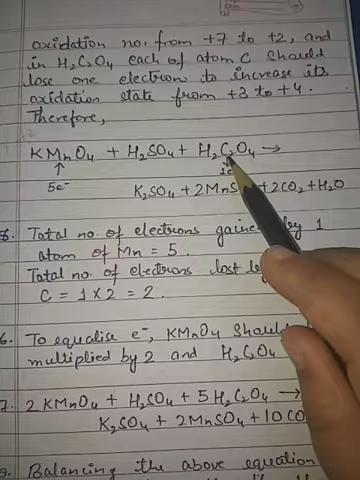 oxidation no. from +7 to +2, and
in H₂C₂O₄ each of atom C should
lose one electron to increase its
oxidation state from +3 to +4.
Therefore,
KMnO₄ + H₂SO₄ + H₂C₂O₄ →
↑
5e⁻
K₂SO₄ + 2MnS + 2CO₂ + H₂O
Total no. of electrons gained by 1
atom of Mn = 5.
Total no. of electrons lost
C = 1 × 2 = 2.
6. To equalise e⁻, KMnO₄ should
multiplied by 2 and H₂C₂O₄
7. 2KMnO₄ + H₂SO₄ + 5H₂C₂O₄ →
K₂SO₄ + 2MnSO₄ + 10CO
Balancing the above equation